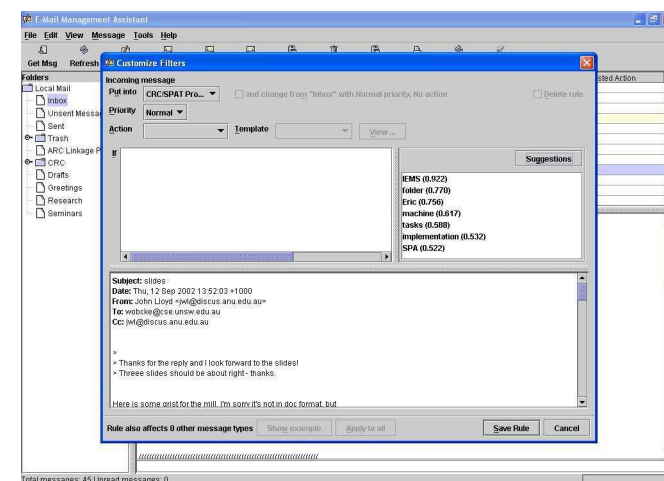 E-Mail Management Assistant
File Edit View Message Tools Help
Get Msg Refresh
Folders
Local Mail
Inbox
Unsent Messa
Sent
Trash
ARC Linkage P
CRC
Drafts
Greetings
Research
Seminars
sted Action
Customize Filters
Incoming message
Put into CRC/SPAT Pro... and change from "Inbox" with Normal priority, No action Delete rule
Priority Normal
Action Template View ...
If
Suggestions
IEMS (0.922)
folder (0.770)
Eric (0.756)
machine (0.617)
tasks (0.588)
implementation (0.532)
SPA (0.522)
Subject: slides
Date: Thu, 12 Sep 2002 13:52:03 +1000
From: John Lloyd <jwl@discus.anu.edu.au>
To: wobcke@cse.unsw.edu.au
Cc: jwl@discus.anu.edu.au
>
> Thanks for the reply and I look forward to the slides!
> Threee slides should be about right - thanks.
Here is some grist for the mill. I'm sorry it's not in doc format, but
Rule also affects 0 other message types Show example Apply to all Save Rule Cancel
Total messages: 45 Unread messages: 0